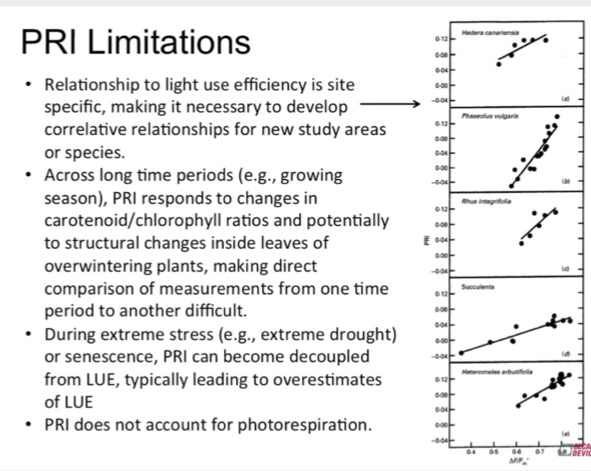 PRI Limitations
• Relationship to light use efficiency is site
specific, making it necessary to develop
correlative relationships for new study areas
or species.
• Across long time periods (e.g., growing
season), PRI responds to changes in
carotenoid/chlorophyll ratios and potentially
to structural changes inside leaves of
overwintering plants, making direct
comparison of measurements from one time
period to another difficult.
• During extreme stress (e.g., extreme drought)
or senescence, PRI can become decoupled
from LUE, typically leading to overestimates
of LUE
• PRI does not account for photorespiration.
Hedera canariensis
0·12
0·08
0·04
0·00
-0·04
(a)
Phaseolus vulgaris
0·12
0·08
0·04
0·00
-0·04
(b)
Rhus integrifolia
0·12
0·08
0·04
0·00
-0·04
(c)
PRI
Succulents
0·12
0·08
0·04
0·00
-0·04
(d)
Heteromeles arbutifolia
0·12
0·08
0·04
0·00
-0·04
(e)
0·4 0·5 0·6 0·7 0·8
ΔF/Fm'